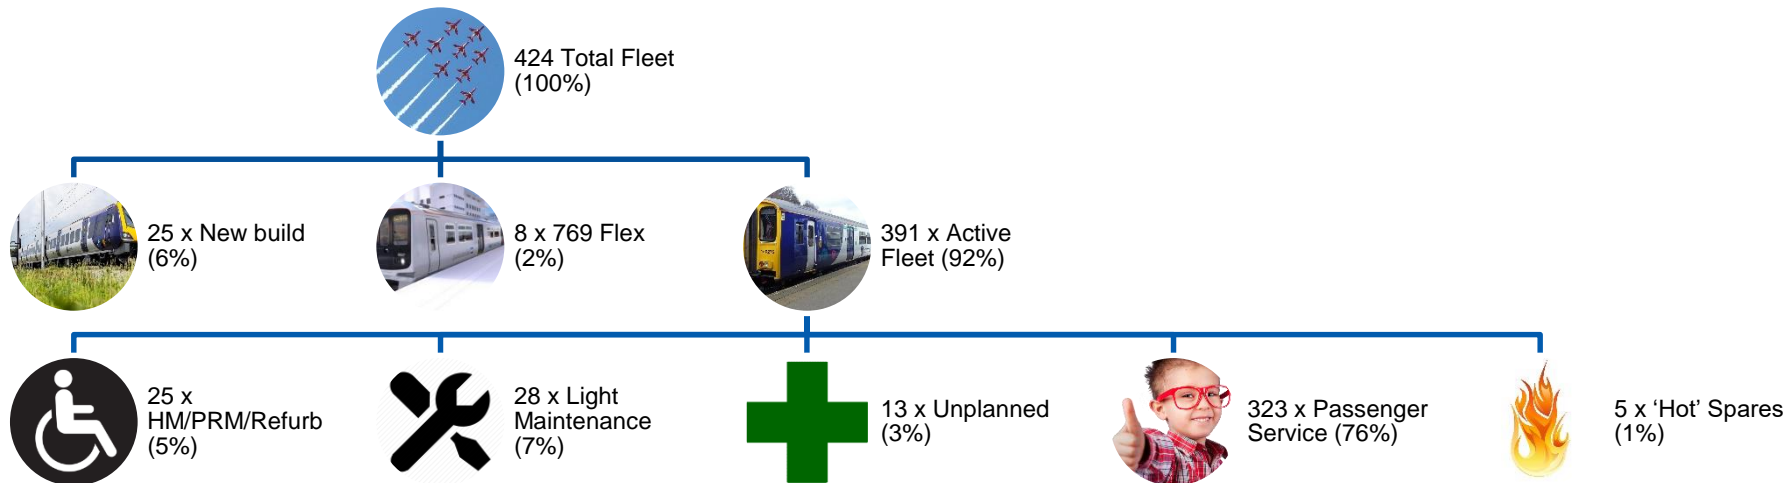 424 Total Fleet
(100%)
25 x New build
(6%)
8 x 769 Flex
(2%)
391 x Active
Fleet (92%)
25 x
HM/PRM/Refurb
(5%)
28 x Light
Maintenance
(7%)
13 x Unplanned
(3%)
323 x Passenger
Service (76%)
5 x ‘Hot’ Spares
(1%)